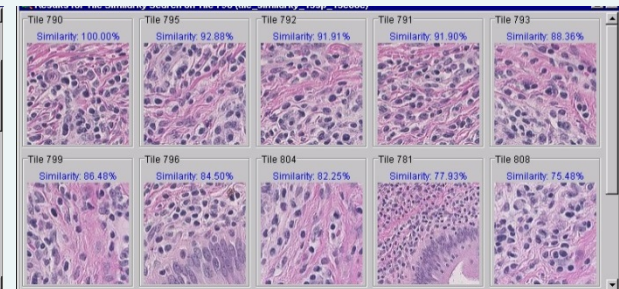 Tile 790 Tile 795 Tile 792 Tile 791 Tile 793
Similarity: 100.00% Similarity: 92.88% Similarity: 91.91% Similarity: 91.90% Similarity: 88.36%
Tile 799 Tile 796 Tile 804 Tile 781 Tile 808
Similarity: 86.48% Similarity: 84.50% Similarity: 82.25% Similarity: 77.93% Similarity: 75.48%